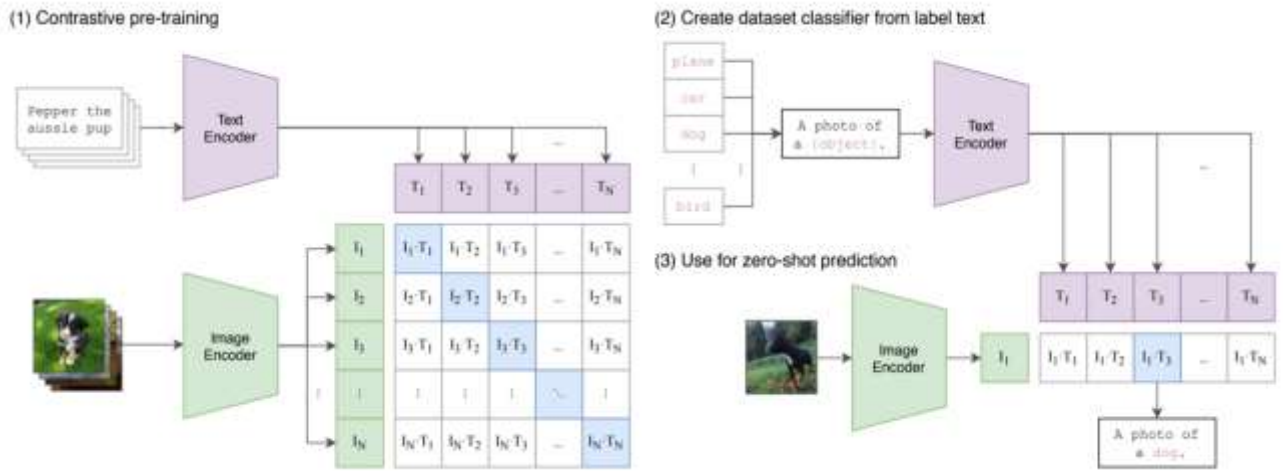 (1) Contrastive pre-training
Pepper the
aussie pup
Text
Encoder
...
T1 T2 T3 ... TN
Image
Encoder
I1 I1·T1 I1·T2 I1·T3 ... I1·TN
I2 I2·T1 I2·T2 I2·T3 ... I2·TN
I3 I3·T1 I3·T2 I3·T3 ... I3·TN
⋮ ⋮ ⋮ ⋮ ⋮ ⋱ ⋮
IN IN·T1 IN·T2 IN·T3 ... IN·TN
(2) Create dataset classifier from label text
plane
car
dog
⋮ ⋮
bird
A photo of
a {object}.
Text
Encoder
...
(3) Use for zero-shot prediction
T1 T2 T3 ... TN
Image
Encoder
I1 I1·T1 I1·T2 I1·T3 ... I1·TN
A photo of
a dog.